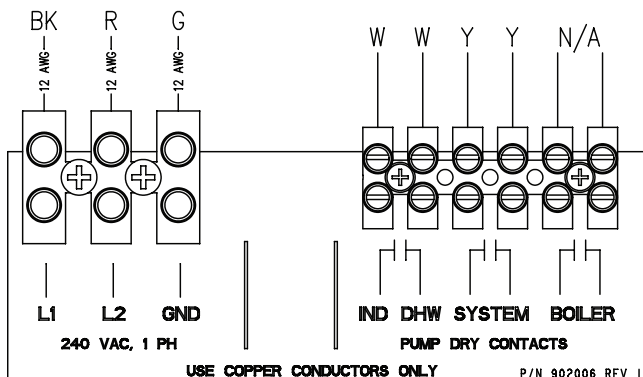 BK R G W W Y Y N/A
12 AWG 12 AWG 12 AWG
L1 L2 GND IND DHW SYSTEM BOILER
240 VAC, 1 PH PUMP DRY CONTACTS
USE COPPER CONDUCTORS ONLY
P/N 902006 REV